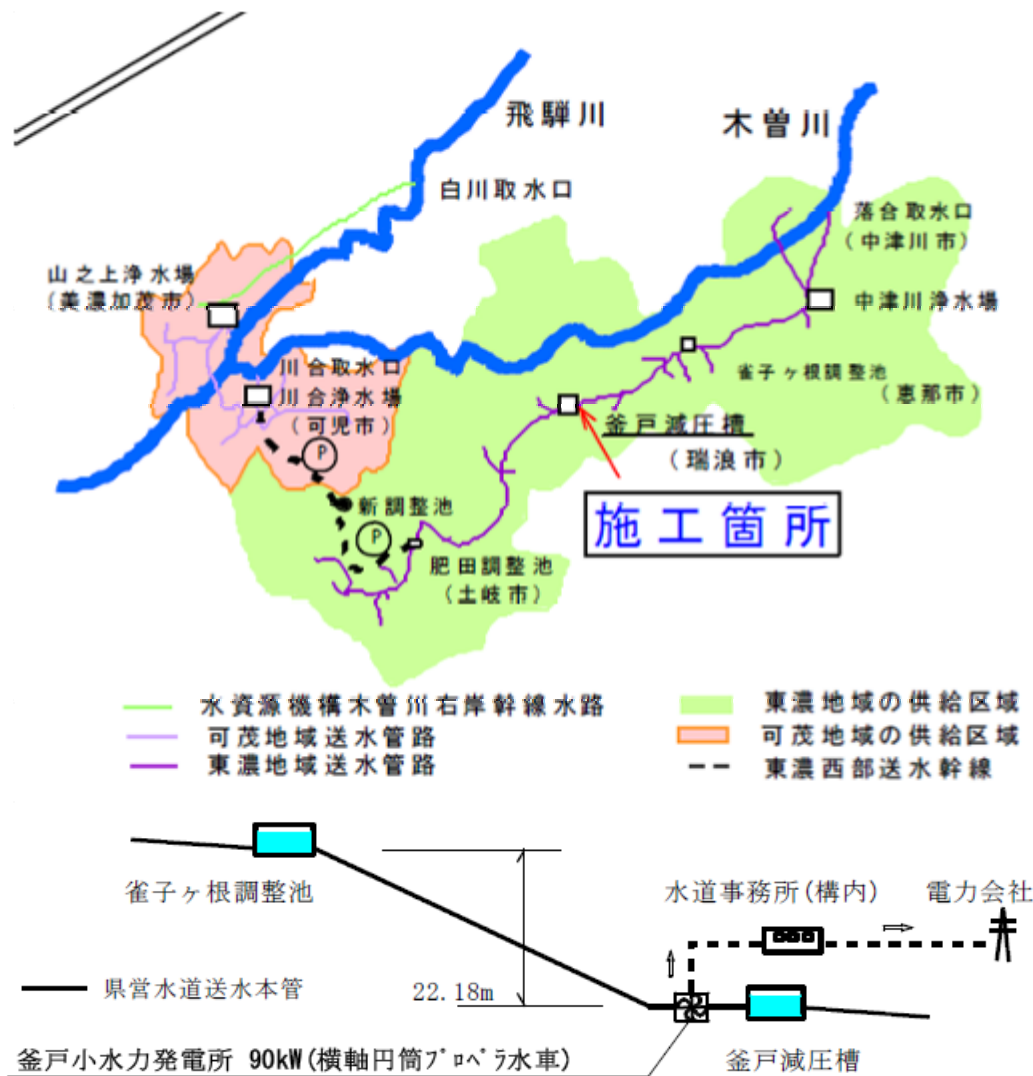 飛騨川
木曽川
白川取水口
落合取水口
(中津川市)
山之上浄水場
(美濃加茂市)
中津川浄水場
川合取水口
川合浄水場
(可児市)
雀子ヶ根調整池
(恵那市)
釜戸減圧槽
(瑞浪市)
P
施工箇所
新調整池
P
肥田調整池
(土岐市)
水資源機構木曽川右岸幹線水路
東濃地域の供給区域
可茂地域送水管路
可茂地域の供給区域
東濃地域送水管路
東濃西部送水幹線
雀子ヶ根調整池
水道事務所(構内)
電力会社
県営水道送水本管
22.18m
釜戸小水力発電所 90kW(横軸円筒プロペラ水車)
釜戸減圧槽